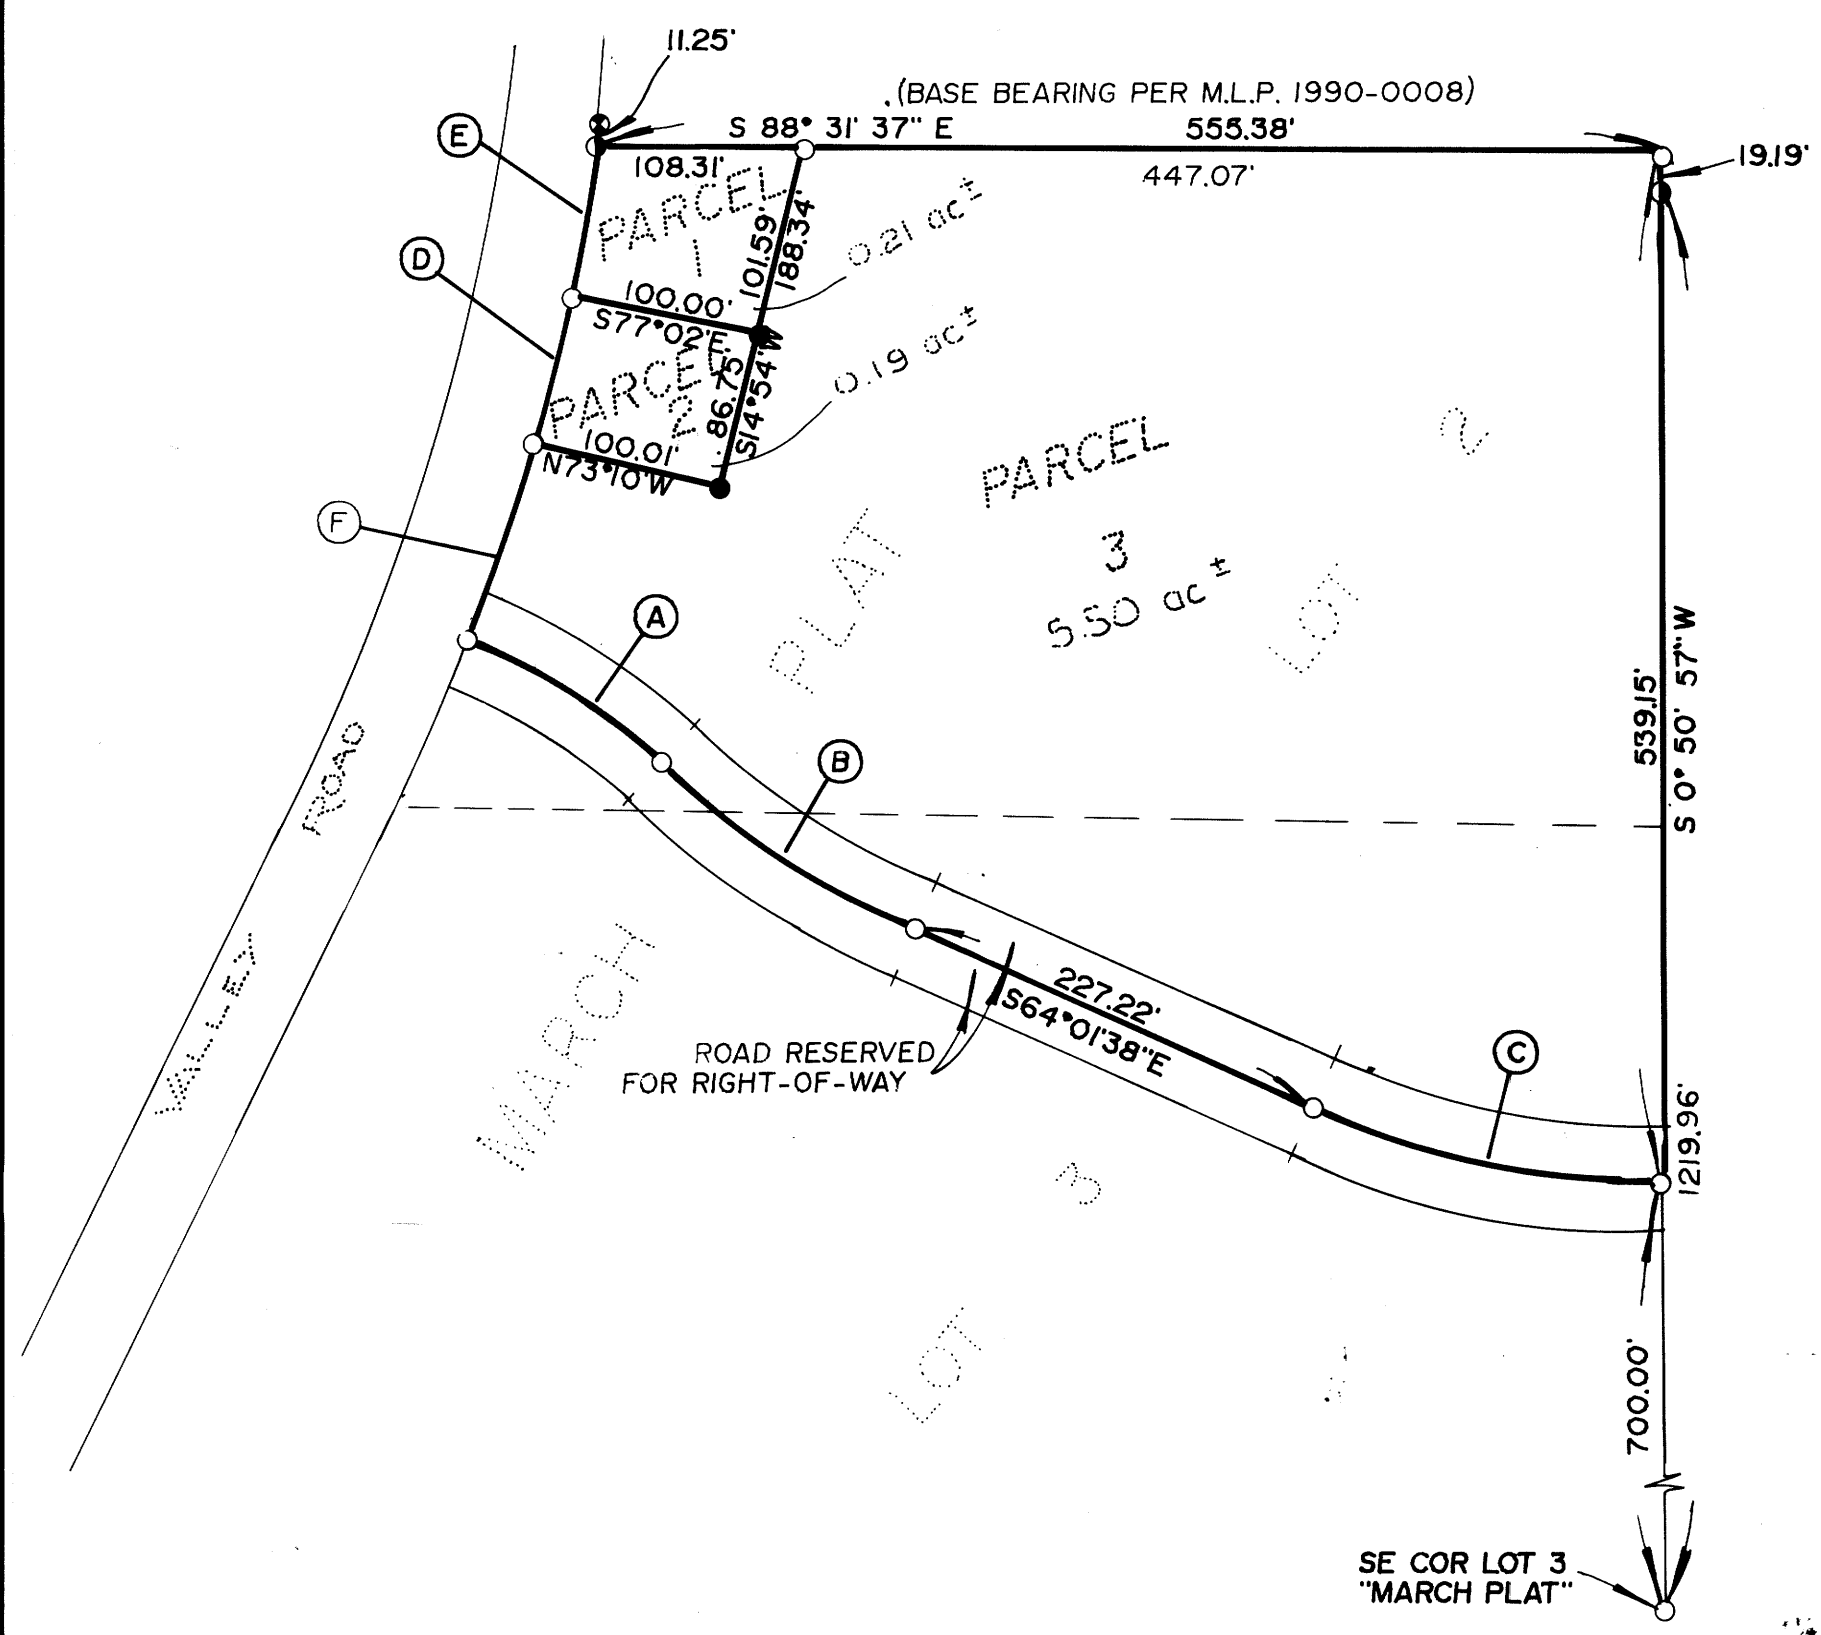 11.25'
(BASE BEARING PER M.L.P. 1990-0008)
S 88° 31' 37" E
555.38'
E
108.31'
447.07'
19.19'
PARCEL
1
101.59'
188.34'
0.21 ac±
D
100.00'
S77°02'E
PARCEL
2
86.75'
S14°54'W
0.19 ac±
100.01'
N73°10'W
PARCEL
3
5.50 ac±
F
PLAT
LOT
2
A
B
539.15'
S 0° 50' 57" W
VALLEY ROAD
MARCH
227.22'
S64°01'38"E
ROAD RESERVED
FOR RIGHT-OF-WAY
C
1219.96'
3
LOT
700.00'
SE COR LOT 3
"MARCH PLAT"